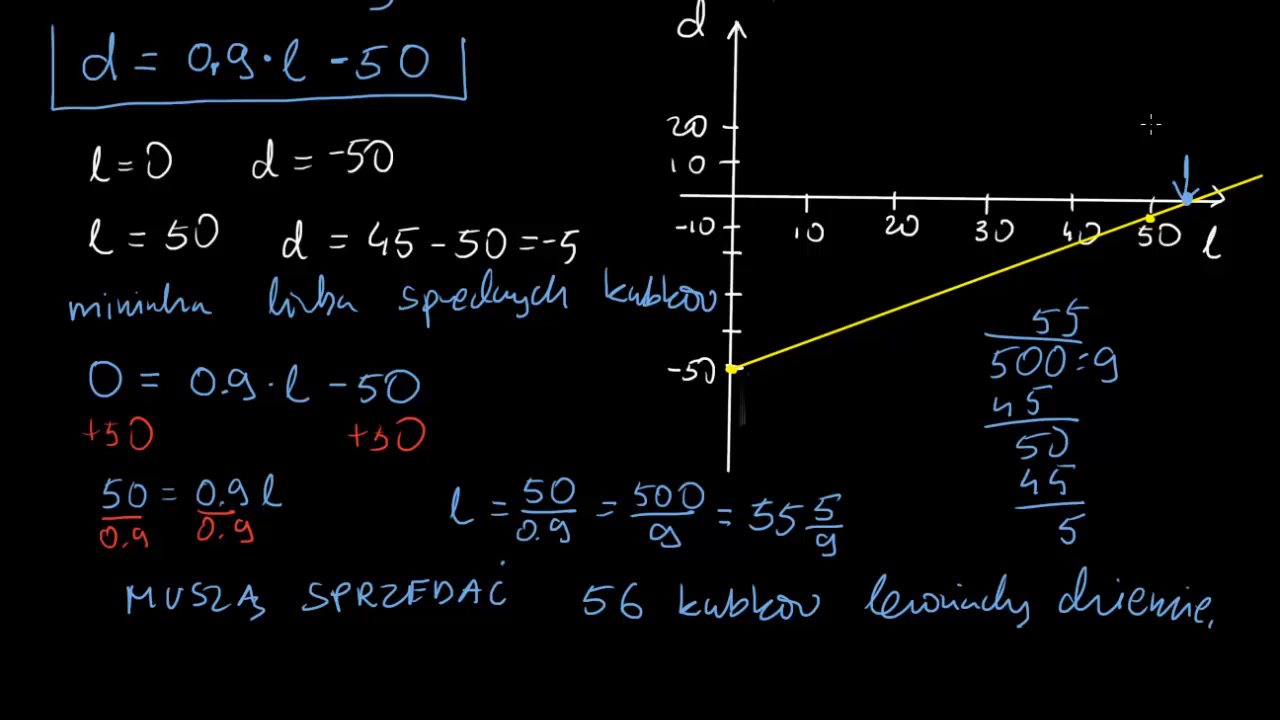 d = 0.9·l - 50
l = 0 d = -50
l = 50 d = 45 - 50 = -5
minimalna liczba sprzedanych kubków
0 = 0.9·l - 50
+50 +50
50 = 0.9 l
0.9 0.9
l = 50/0.9 = 500/9 = 55 5/9
MUSZĄ SPRZEDAĆ 56 kubków lemoniady dziennie.
d
20
10
-10
-50
10 20 30 40 50 l
55
500 : 9
45
50
45
5